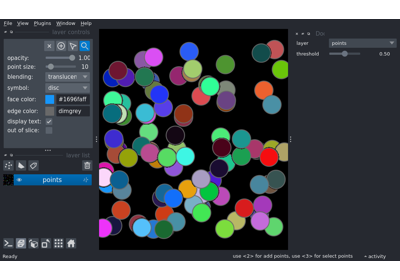 File View Plugins Window Help
layer controls
opacity: 1.00
point size: 10
blending: translucen
symbol: disc
face color: #1696faff
edge color: dimgrey
display text:
out of slice:
layer list
points
Do
layer points
threshold 0.50
Ready
use <2> for add points, use <3> for select points
activity